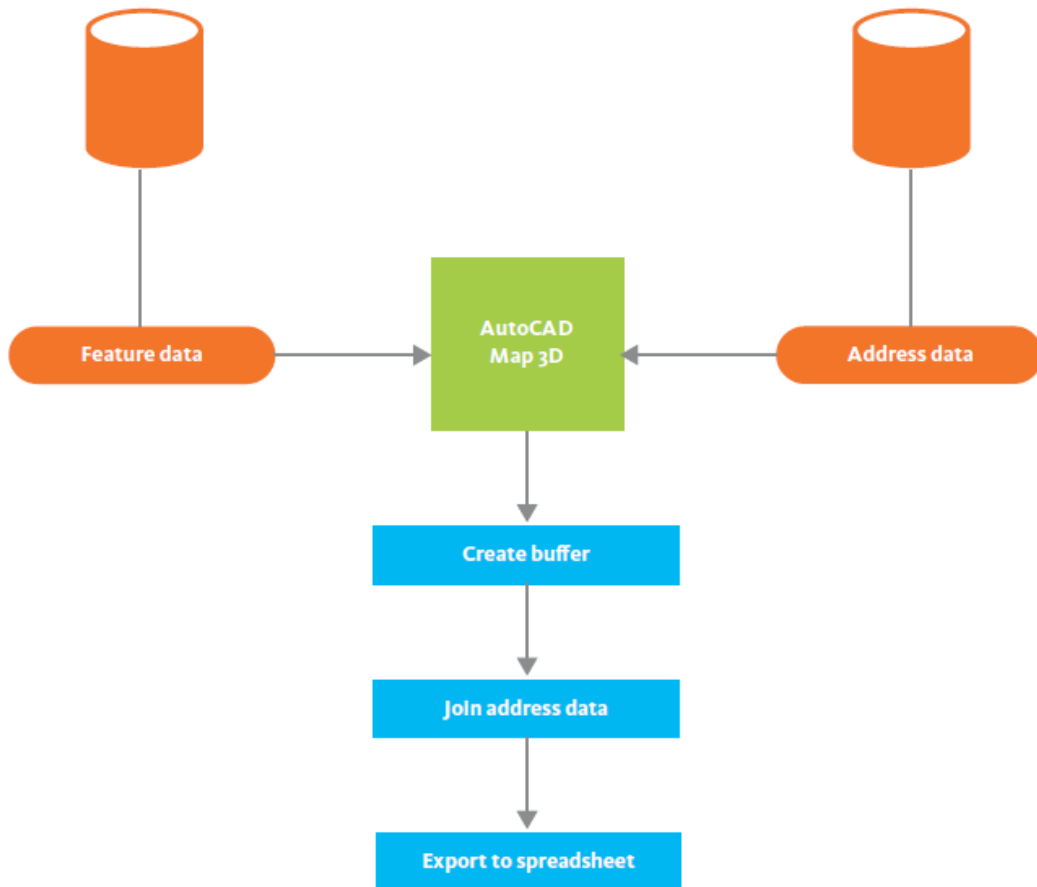 AutoCAD
Map 3D
Feature data
Address data
Create buffer
Join address data
Export to spreadsheet